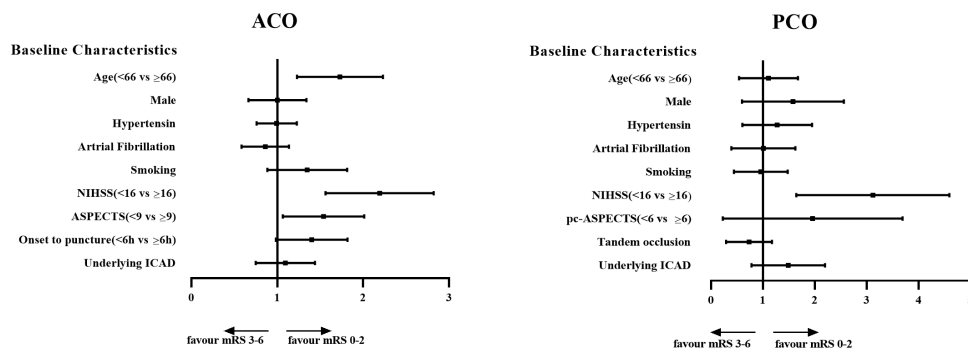 ACO
Baseline Characteristics
Age(<66 vs ≥66)
Male
Hypertensin
Artrial Fibrillation
Smoking
NIHSS(<16 vs ≥16)
ASPECTS(<9 vs ≥9)
Onset to puncture(<6h vs ≥6h)
Underlying ICAD
0 1 2 3
favour mRS 3-6 favour mRS 0-2
PCO
Baseline Characteristics
Age(<66 vs ≥66)
Male
Hypertensin
Artrial Fibrillation
Smoking
NIHSS(<16 vs ≥16)
pc-ASPECTS(<6 vs ≥6)
Tandem occlusion
Underlying ICAD
0 1 2 3 4
favour mRS 3-6 favour mRS 0-2